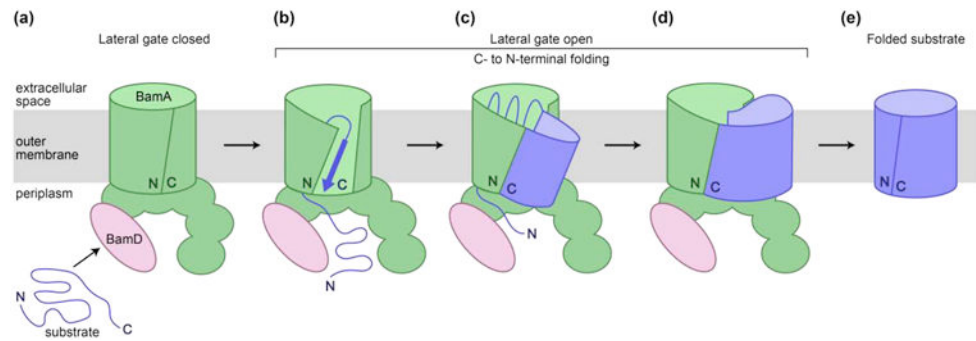 (a)
(b)
(c)
(d)
(e)
Lateral gate closed
Lateral gate open
Folded substrate
C- to N-terminal folding
extracellular
space
BamA
outer
membrane
N C
N C
C
N C
N C
periplasm
BamD
N
N
N
C
substrate